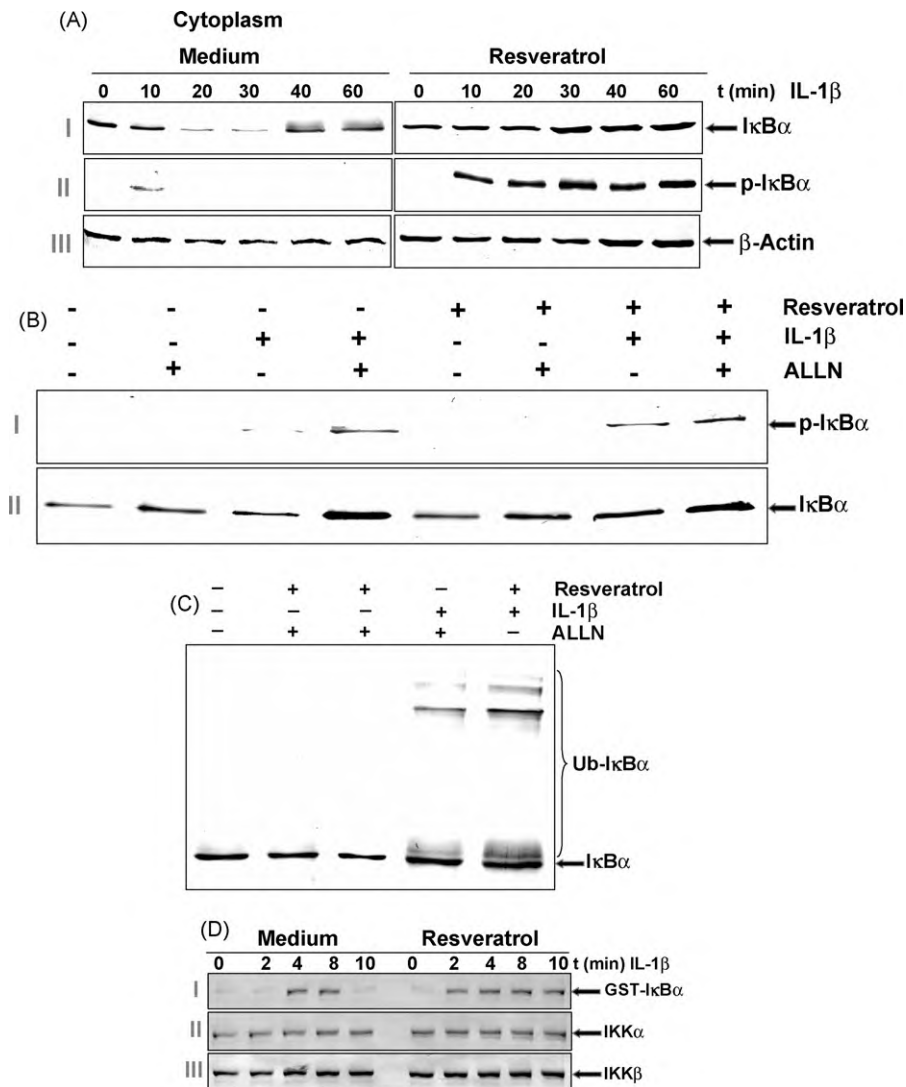 (A) Cytoplasm
Medium Resveratrol
0 10 20 30 40 60 0 10 20 30 40 60 t (min) IL-1β
I IκBα
II p-IκBα
III β-Actin
(B) - - - - + + + + Resveratrol
- - + + - - + + IL-1β
- + - + - + - + ALLN
I p-IκBα
II IκBα
(C) – + + – + Resveratrol
– – – + + IL-1β
– + + + – ALLN
Ub-IκBα
IκBα
(D) Medium Resveratrol
0 2 4 8 10 0 2 4 8 10 t (min) IL-1β
I GST-IκBα
II IKKα
III IKKβ